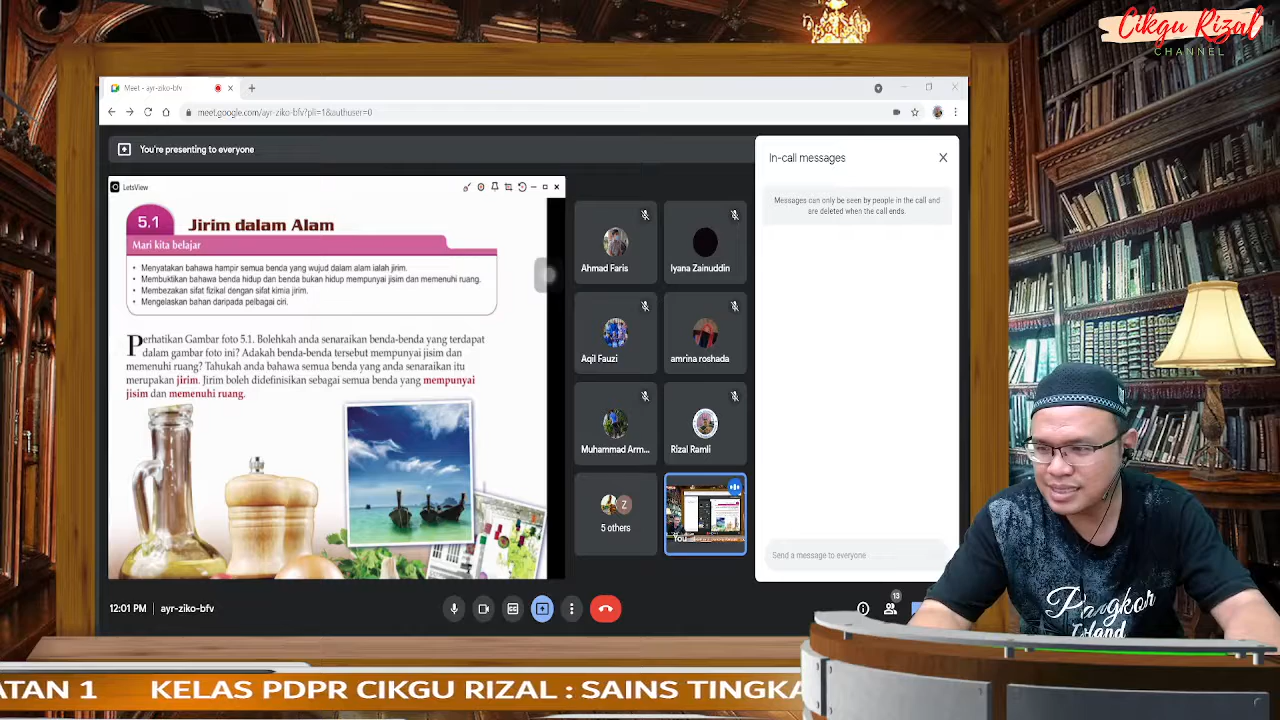 Cikgu Rizal
CHANNEL
Meet - ayr-ziko-bfv
meet.google.com/ayr-ziko-bfv?pli=1&authuser=0
You're presenting to everyone
LetsView
5.1
Jirim dalam Alam
Mari kita belajar
• Menyatakan bahawa hampir semua benda yang wujud dalam alam ialah jirim.
• Membuktikan bahawa benda hidup dan benda bukan hidup mempunyai jisim dan memenuhi ruang.
• Membezakan sifat fizikal dengan sifat kimia jirim.
• Mengelaskan bahan daripada pelbagai ciri.
Perhatikan Gambar foto 5.1. Bolehkah anda senaraikan benda-benda yang terdapat
dalam gambar foto ini? Adakah benda-benda tersebut mempunyai jisim dan
memenuhi ruang? Tahukah anda bahawa semua benda yang anda senaraikan itu
merupakan jirim. Jirim boleh didefinisikan sebagai semua benda yang mempunyai
jisim dan memenuhi ruang.
Ahmad Faris
Iyana Zainuddin
Aqil Fauzi
amrina roshada
Muhammad Arm...
Rizal Ramli
Z
5 others
You
In-call messages
Messages can only be seen by people in the call and
are deleted when the call ends.
Send a message to everyone
12:01 PM | ayr-ziko-bfv
13
Pangkor
Island
ATAN 1 KELAS PDPR CIKGU RIZAL : SAINS TINGKA